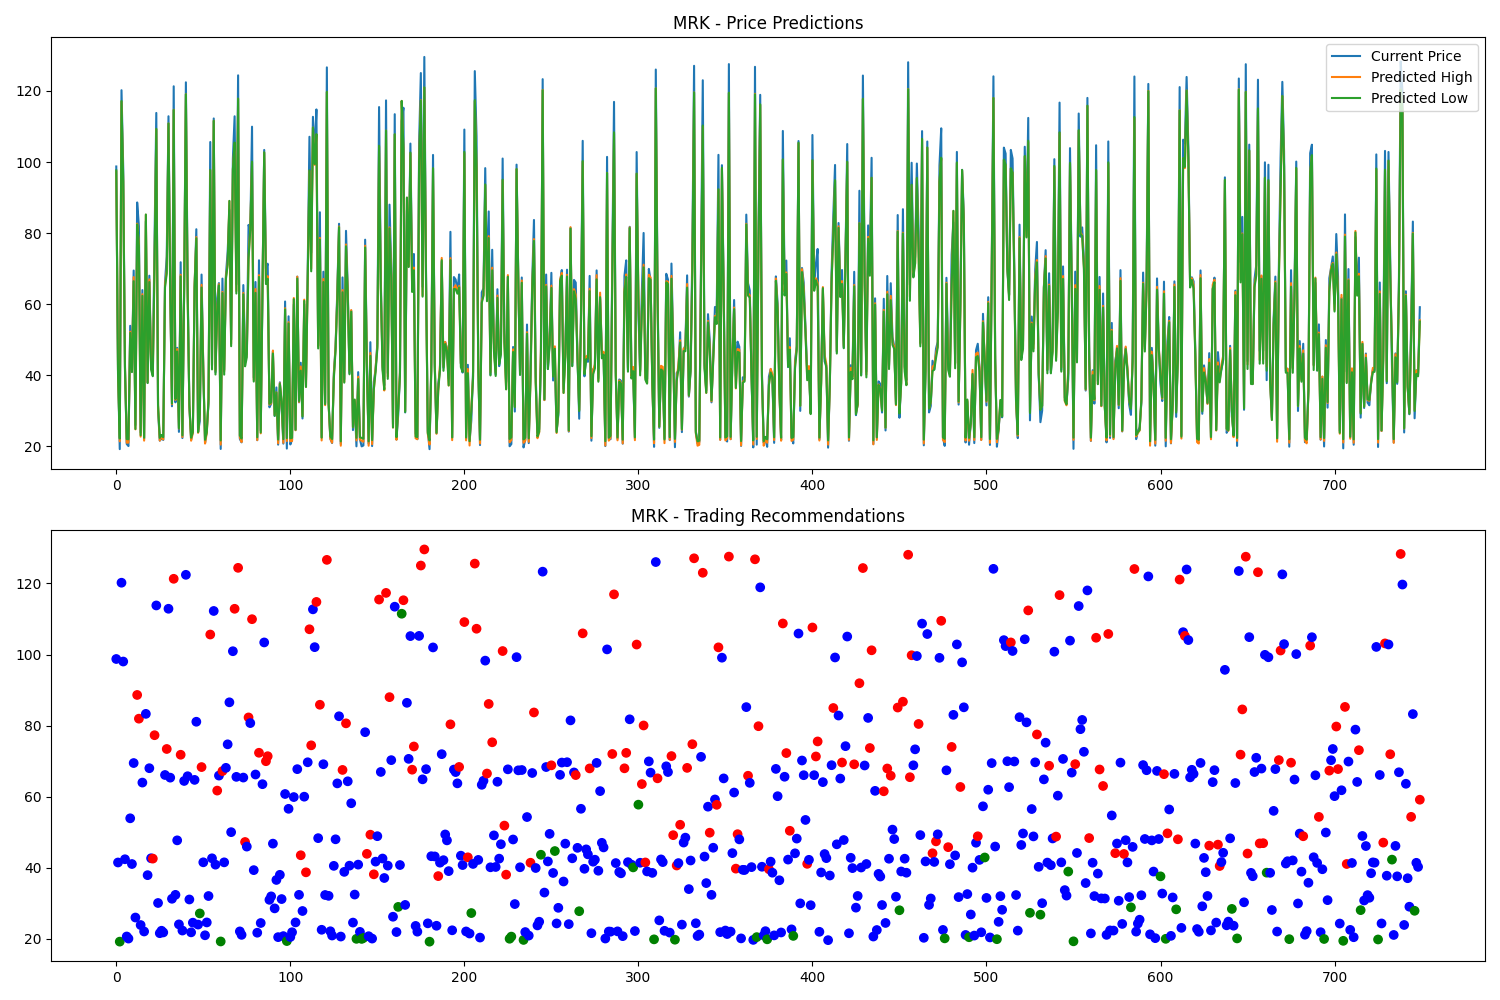 MRK - Price Predictions
Current Price
Predicted High
Predicted Low
120
100
80
60
40
20
0 100 200 300 400 500 600 700
MRK - Trading Recommendations
120
100
80
60
40
20
0 100 200 300 400 500 600 700